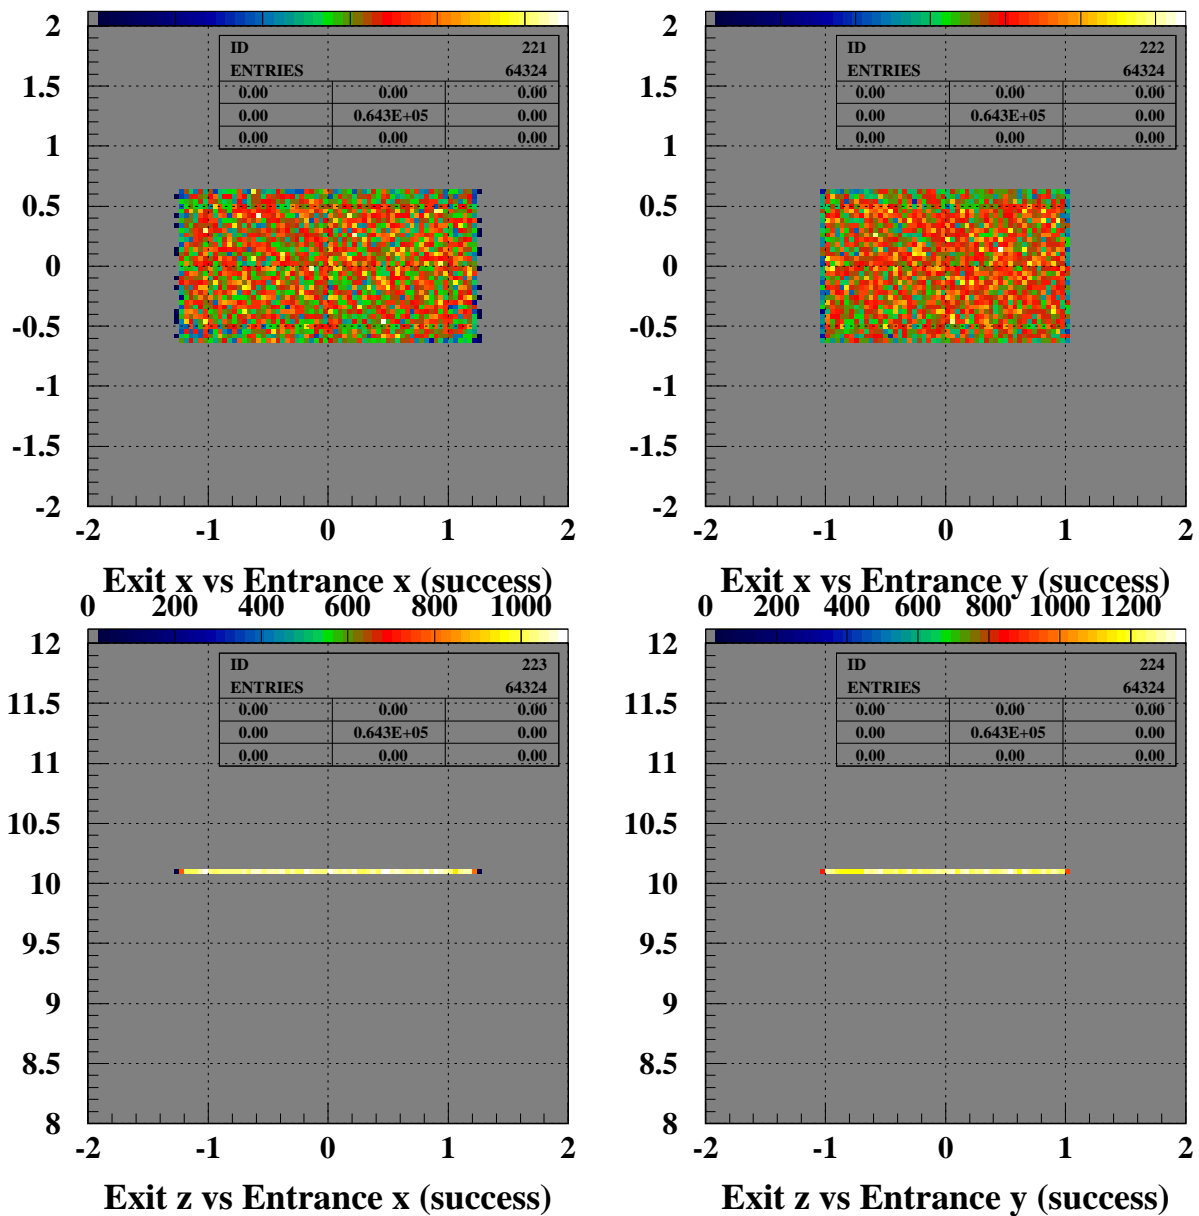 ID 221
ENTRIES 64324
0.00 0.00 0.00
0.00 0.643E+05 0.00
0.00 0.00 0.00
2
1.5
1
0.5
0
-0.5
-1
-1.5
-2
-2 -1 0 1 2
Exit x vs Entrance x (success)
ID 222
ENTRIES 64324
0.00 0.00 0.00
0.00 0.643E+05 0.00
0.00 0.00 0.00
2
1.5
1
0.5
0
-0.5
-1
-1.5
-2
-2 -1 0 1 2
Exit x vs Entrance y (success)
0 200 400 600 800 1000
ID 223
ENTRIES 64324
0.00 0.00 0.00
0.00 0.643E+05 0.00
0.00 0.00 0.00
12
11.5
11
10.5
10
9.5
9
8.5
8
-2 -1 0 1 2
Exit z vs Entrance x (success)
0 200 400 600 800 1000 1200
ID 224
ENTRIES 64324
0.00 0.00 0.00
0.00 0.643E+05 0.00
0.00 0.00 0.00
12
11.5
11
10.5
10
9.5
9
8.5
8
-2 -1 0 1 2
Exit z vs Entrance y (success)